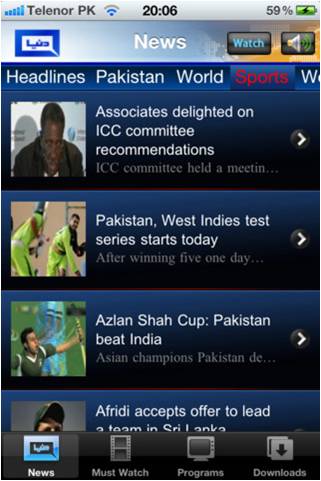 Telenor PK 20:06 59%
دنیا News Watch
Headlines Pakistan World Sports We
Associates delighted on
ICC committee
recommendations
ICC committee held a meetin...
Pakistan, West Indies test
series starts today
After winning five one day...
Azlan Shah Cup: Pakistan
beat India
Asian champions Pakistan de...
Afridi accepts offer to lead
a team in Sri Lanka
دنیا
News Must Watch Programs Downloads